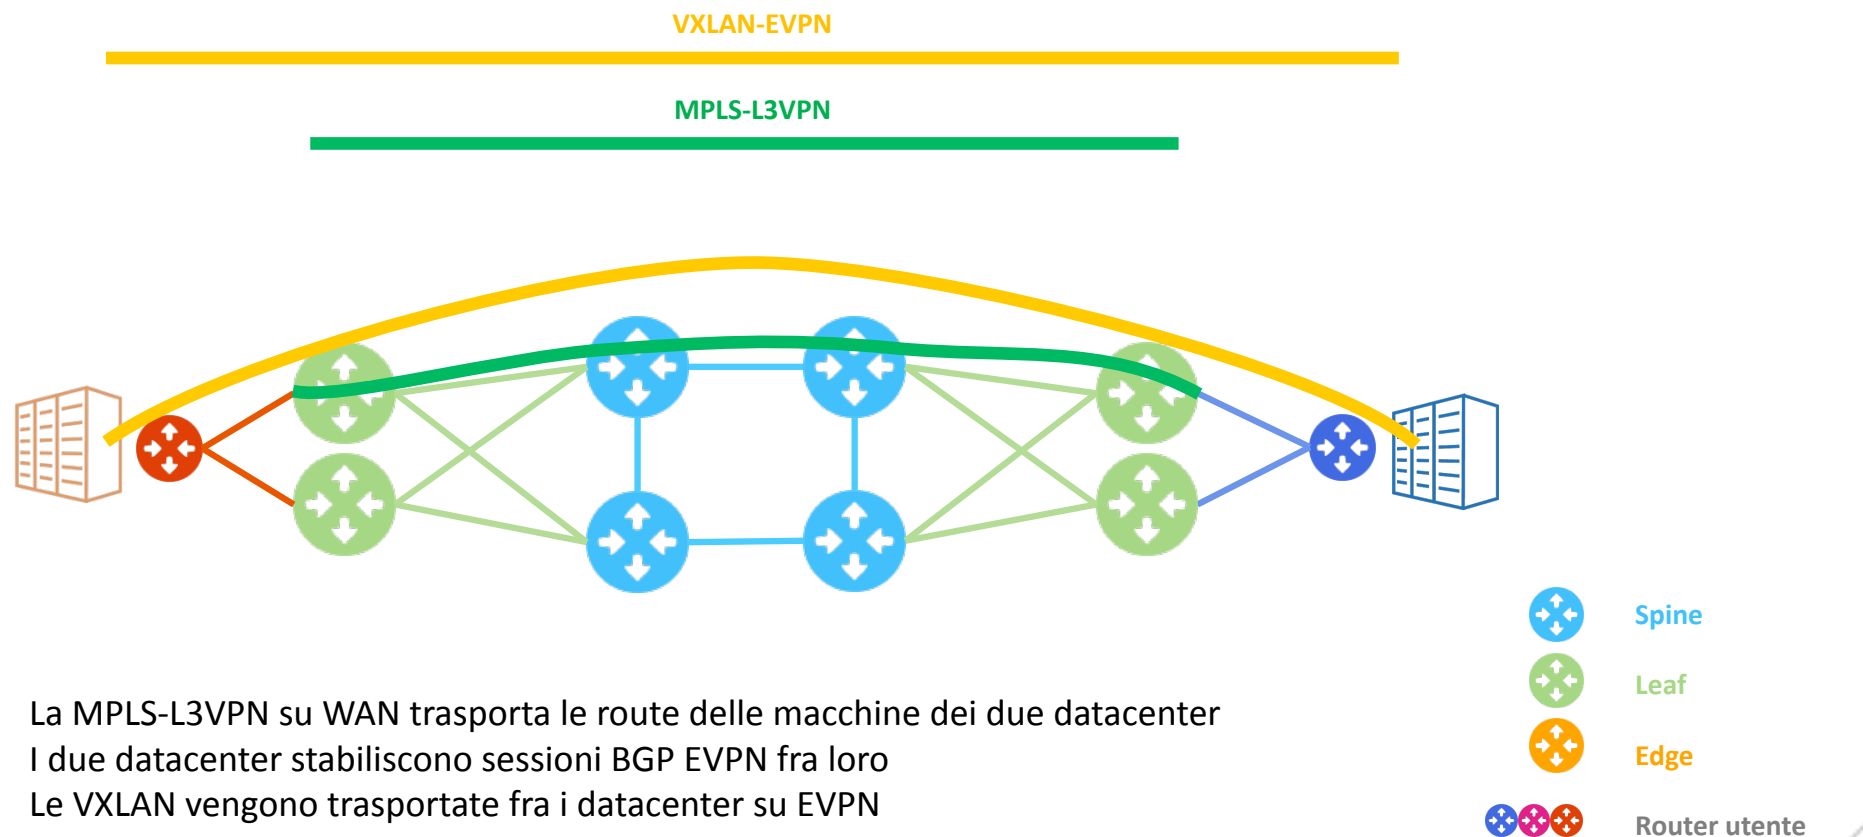 VXLAN-EVPN
MPLS-L3VPN
Spine
Leaf
Edge
Router utente
La MPLS-L3VPN su WAN trasporta le route delle macchine dei due datacenter
I due datacenter stabiliscono sessioni BGP EVPN fra loro
Le VXLAN vengono trasportate fra i datacenter su EVPN